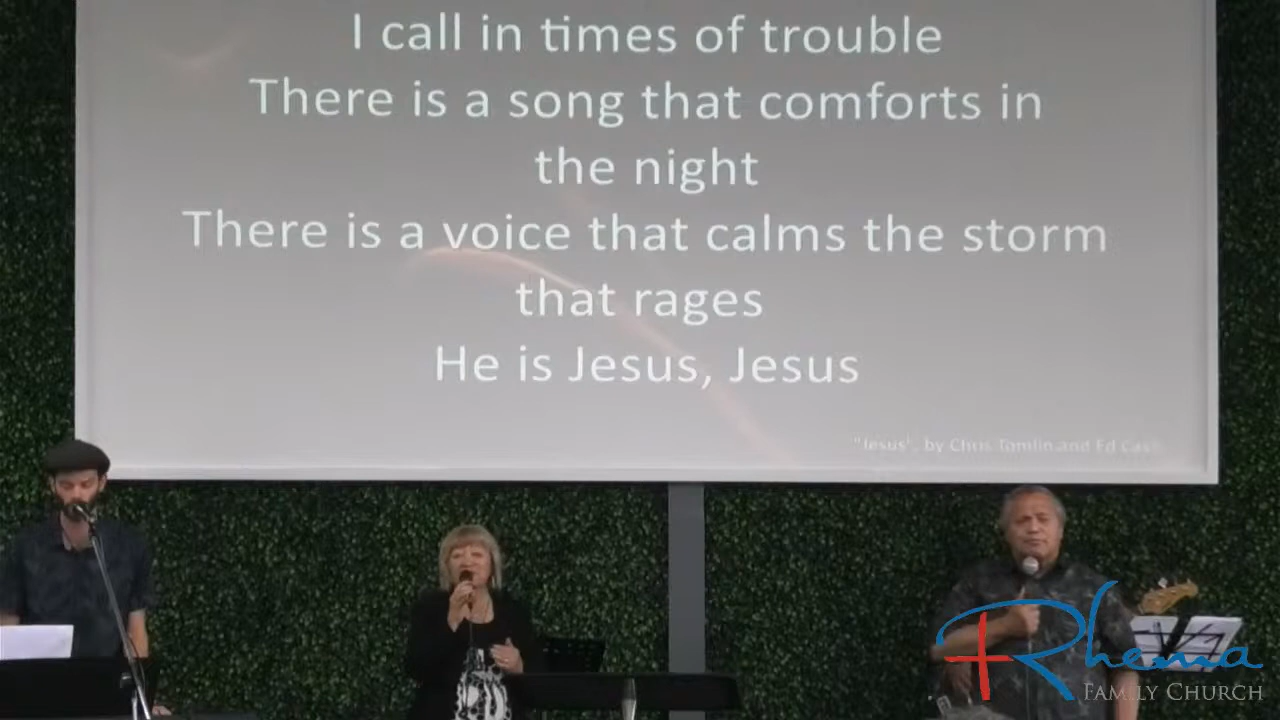 I call in times of trouble
There is a song that comforts in
the night
There is a voice that calms the storm
that rages
He is Jesus, Jesus
"Jesus", by Chris Tomlin and Ed Cash
Rhema
FAMILY CHURCH